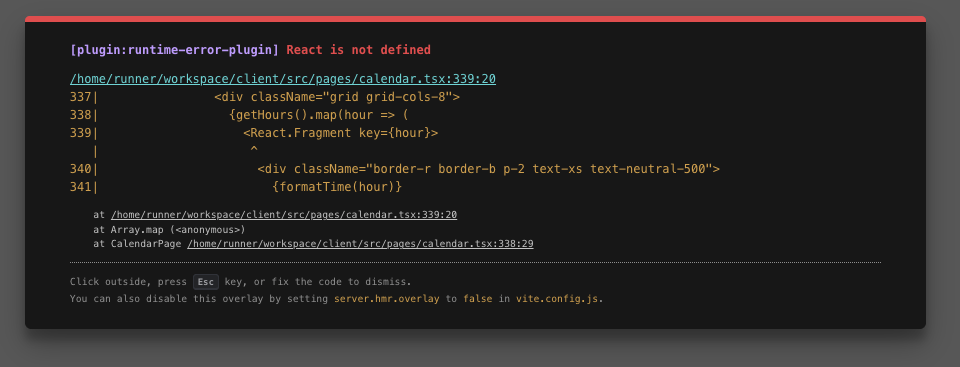 [plugin:runtime-error-plugin] React is not defined
/home/runner/workspace/client/src/pages/calendar.tsx:339:20
337|                <div className="grid grid-cols-8">
338|                  {getHours().map(hour => (
339|                    <React.Fragment key={hour}>
   |                     ^
340|                      <div className="border-r border-b p-2 text-xs text-neutral-500">
341|                        {formatTime(hour)}
at /home/runner/workspace/client/src/pages/calendar.tsx:339:20
at Array.map (<anonymous>)
at CalendarPage /home/runner/workspace/client/src/pages/calendar.tsx:338:29
Click outside, press Esc key, or fix the code to dismiss.
You can also disable this overlay by setting server.hmr.overlay to false in vite.config.js.